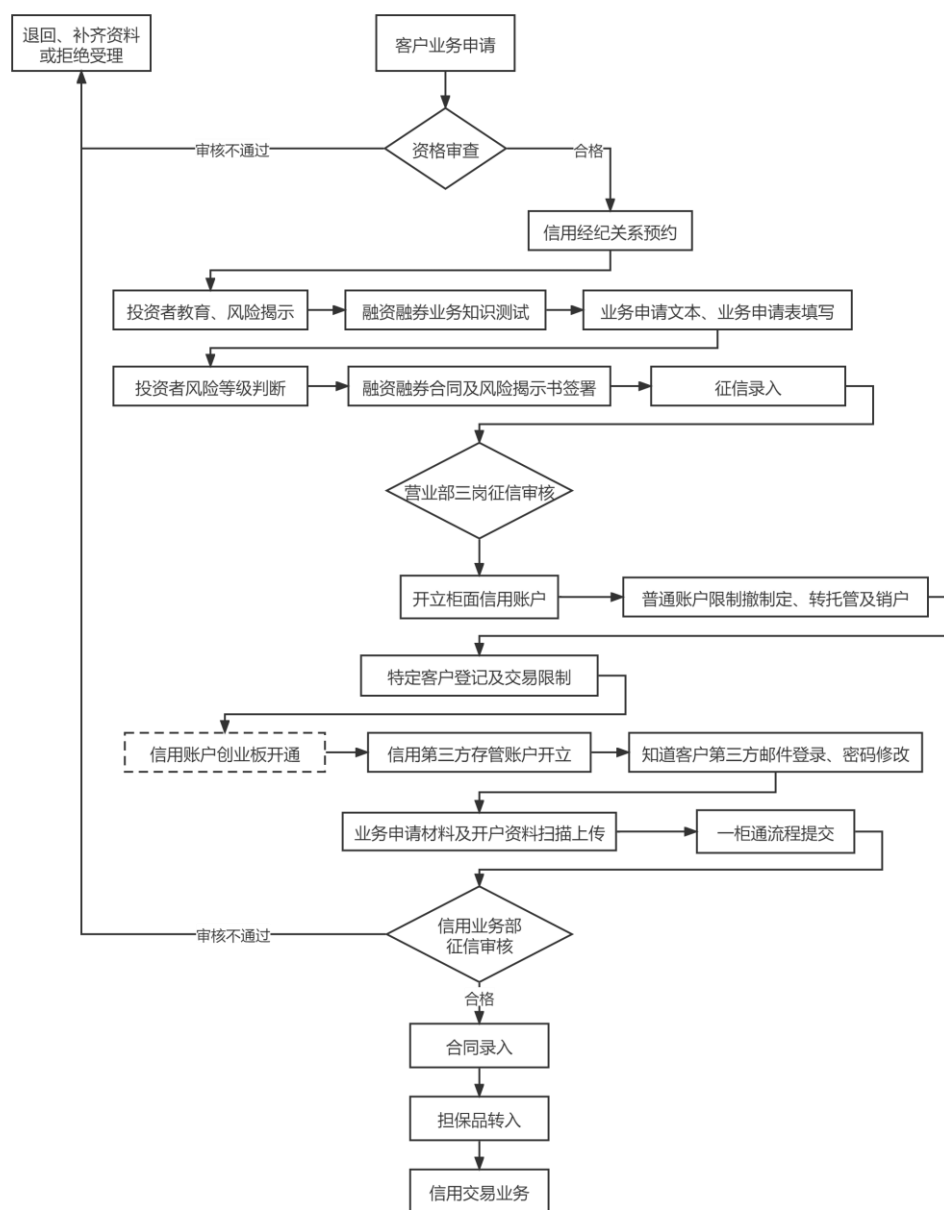 退回、补齐资料
或拒绝受理
客户业务申请
审核不通过
资格审查
合格
信用经纪关系预约
投资者教育、风险揭示
融资融券业务知识测试
业务申请文本、业务申请表填写
投资者风险等级判断
融资融券合同及风险揭示书签署
征信录入
营业部三岗征信审核
开立柜面信用账户
普通账户限制撤制定、转托管及销户
特定客户登记及交易限制
信用账户创业板开通
信用第三方存管账户开立
知道客户第三方邮件登录、密码修改
业务申请材料及开户资料扫描上传
一柜通流程提交
审核不通过
信用业务部
征信审核
合格
合同录入
担保品转入
信用交易业务